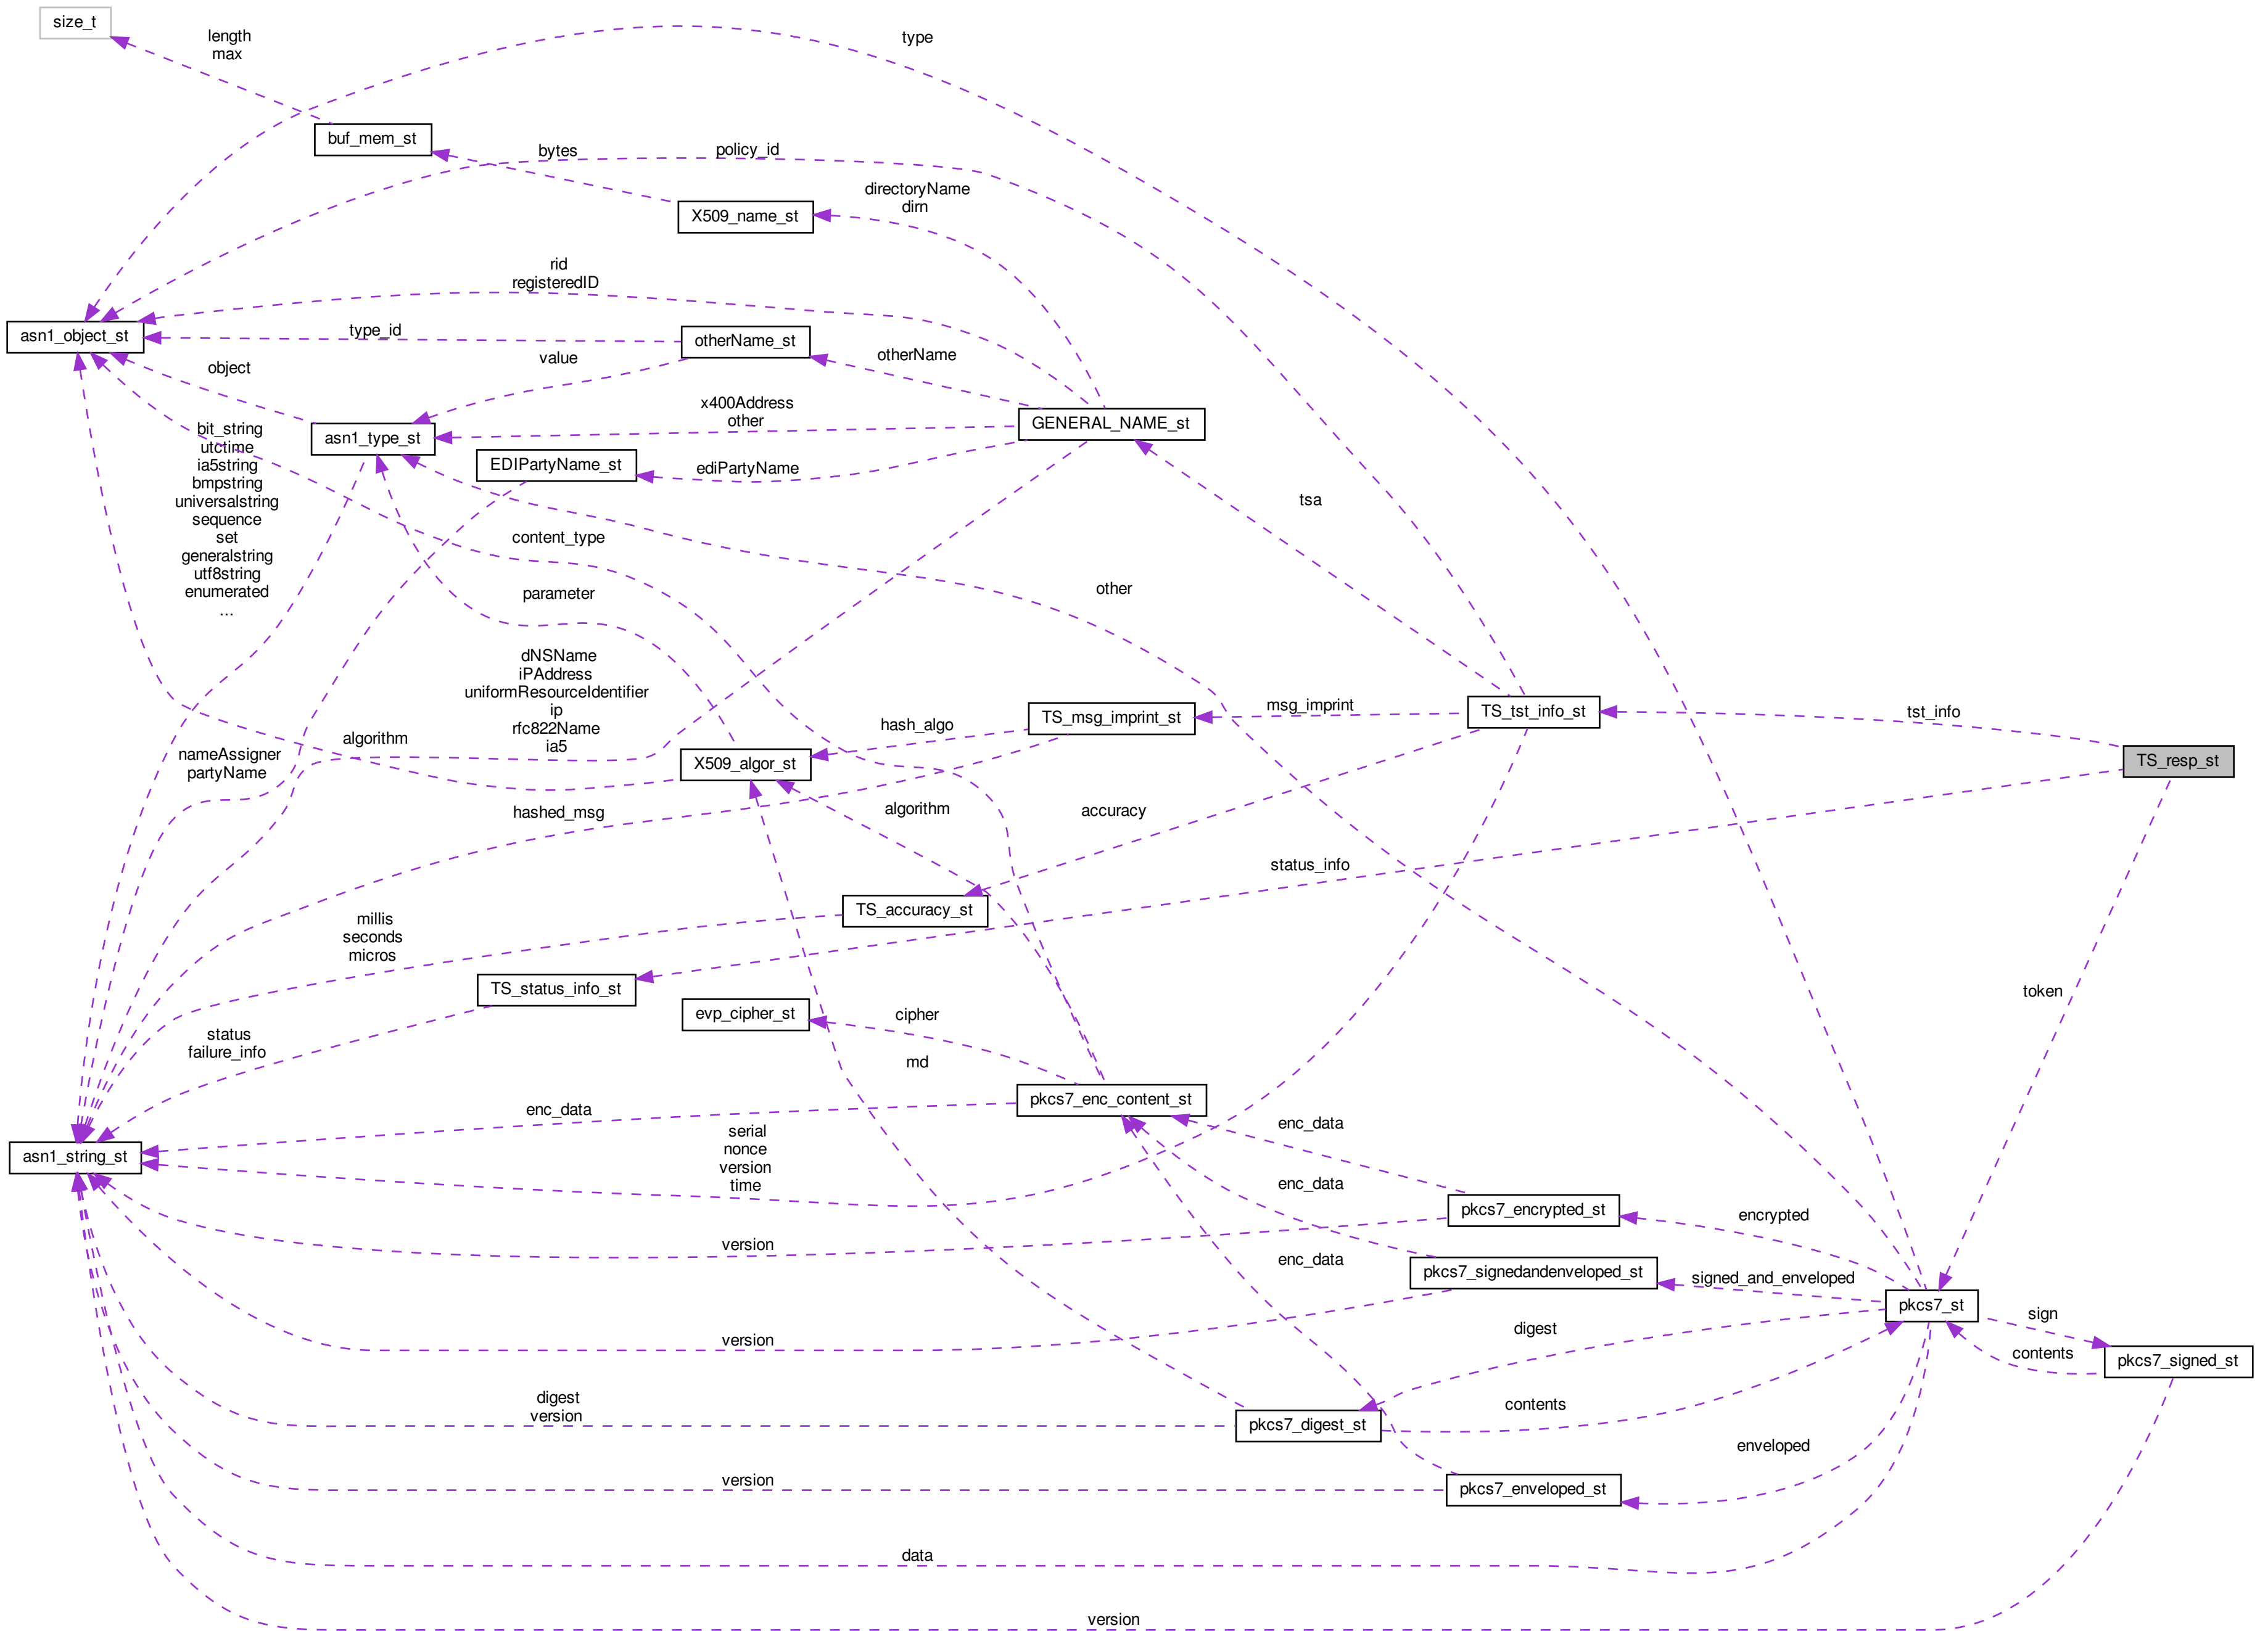 size_t
length
max
type
buf_mem_st
bytes
policy_id
directoryName
dirn
X509_name_st
rid
registeredID
asn1_object_st
type_id
otherName_st
value
otherName
object
x400Address
other
GENERAL_NAME_st
asn1_type_st
bit_string
utctime
ia5string
bmpstring
universalstring
sequence
set
generalstring
utf8string
enumerated
...
EDIPartyName_st
ediPartyName
tsa
content_type
parameter
other
dNSName
iPAddress
uniformResourceIdentifier
ip
rfc822Name
ia5
TS_msg_imprint_st
msg_imprint
TS_tst_info_st
tst_info
hash_algo
algorithm
nameAssigner
partyName
X509_algor_st
TS_resp_st
hashed_msg
algorithm
accuracy
status_info
TS_accuracy_st
millis
seconds
micros
TS_status_info_st
token
evp_cipher_st
cipher
status
failure_info
md
pkcs7_enc_content_st
enc_data
enc_data
serial
nonce
version
time
asn1_string_st
enc_data
pkcs7_encrypted_st
encrypted
version
enc_data
pkcs7_signedandenveloped_st
signed_and_enveloped
pkcs7_st
sign
version
digest
contents
pkcs7_signed_st
digest
version
pkcs7_digest_st
contents
enveloped
version
pkcs7_enveloped_st
data
version